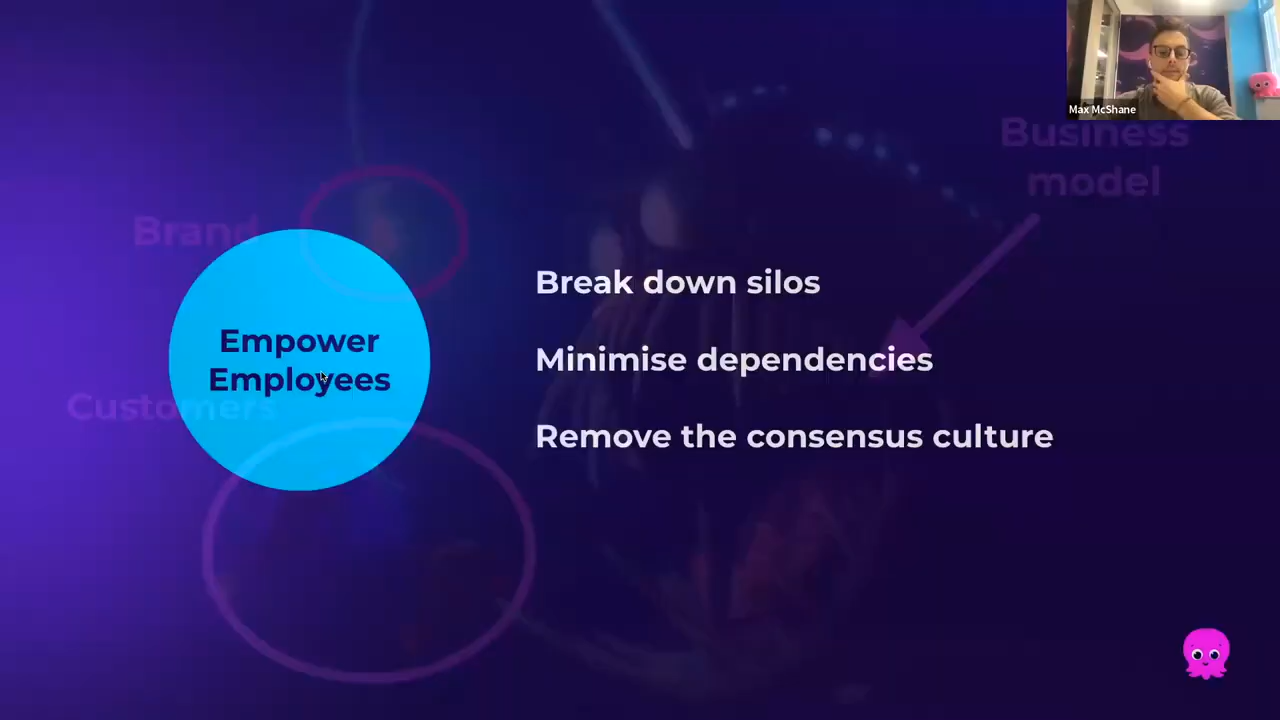 Max McShane
Business
model
Brand
Empower
Employees
Customers
Break down silos
Minimise dependencies
Remove the consensus culture